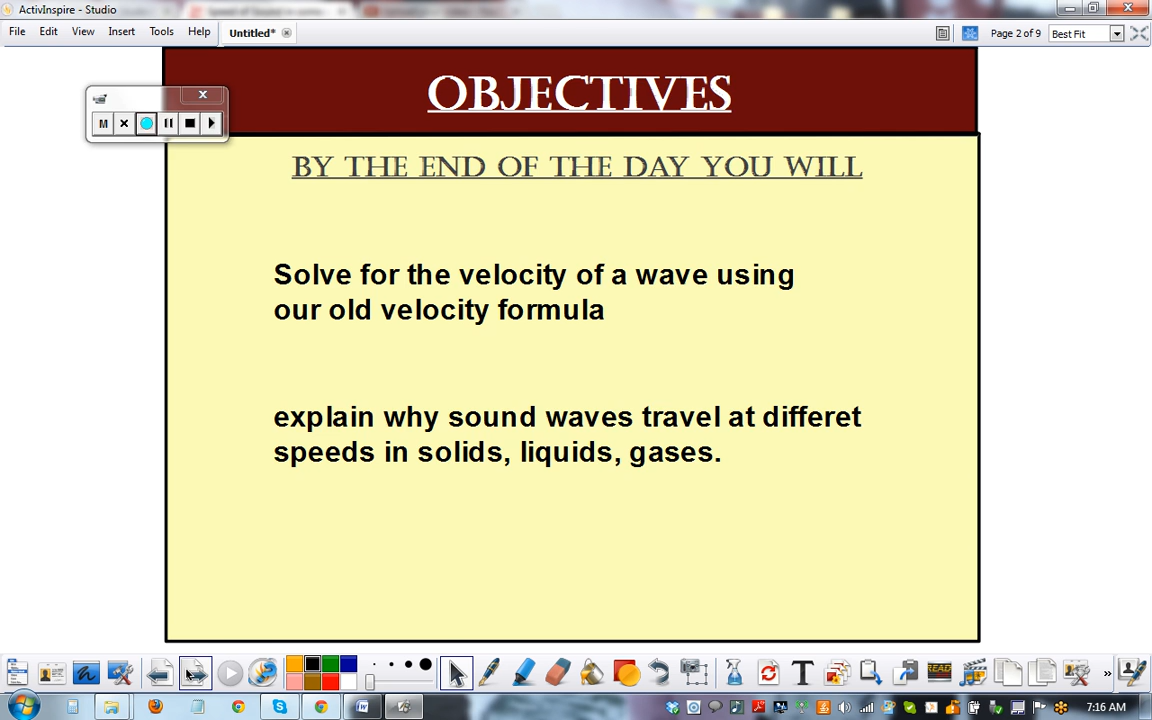 ActivInspire - Studio
File Edit View Insert Tools Help Untitled* Page 2 of 9 Best Fit
OBJECTIVES
M
BY THE END OF THE DAY YOU WILL
Solve for the velocity of a wave using
our old velocity formula
explain why sound waves travel at differet
speeds in solids, liquids, gases.
T READ »
7:16 AM